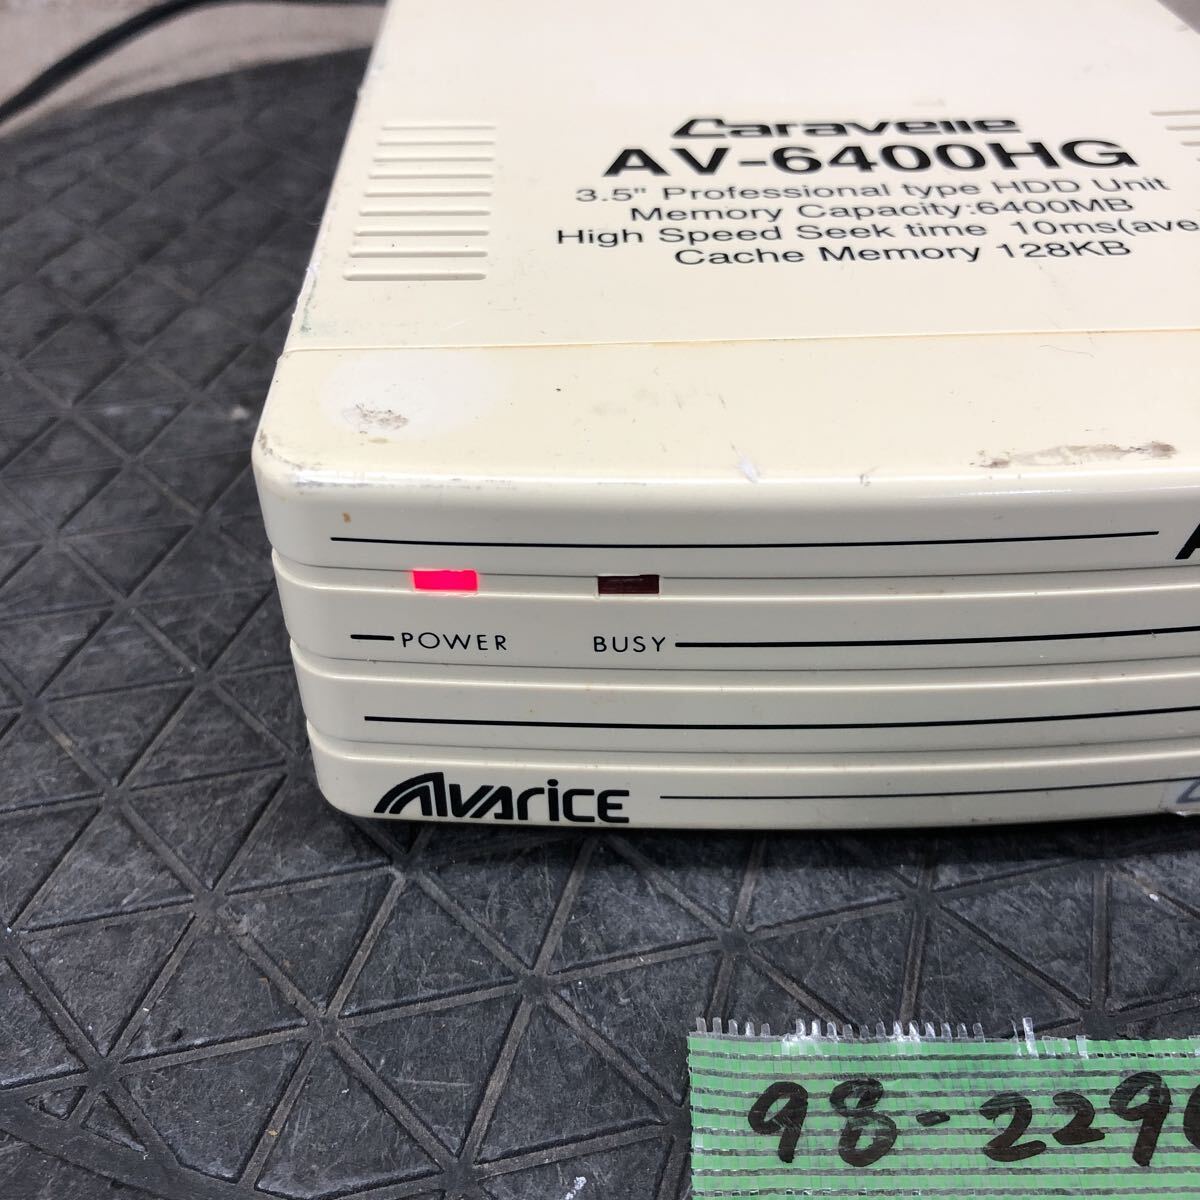 Caravelle
AV-6400HG
3.5" Professional type HDD Unit
Memory Capacity:6400MB
High Speed Seek time 10ms(ave
Cache Memory 128KB
POWER BUSY
AVArICE
98-229